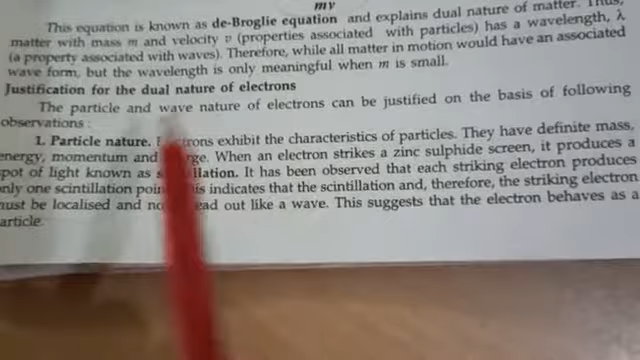 mv
This equation is known as de-Broglie equation and explains dual nature of matter. Thus,
matter with mass m and velocity v (properties associated with particles) has a wavelength, λ
(a property associated with waves). Therefore, while all matter in motion would have an associated
wave form, but the wavelength is only meaningful when m is small.
Justification for the dual nature of electrons
The particle and wave nature of electrons can be justified on the basis of following
observations :
1. Particle nature. exhibit the characteristics of particles. They have definite mass,
energy, momentum and When an electron strikes a zinc sulphide screen, it produces a
spot of light known as It has been observed that each striking electron produces
only one scintillation indicates that the scintillation and, therefore, the striking electron
must be localised and out like a wave. This suggests that the electron behaves as a
article.